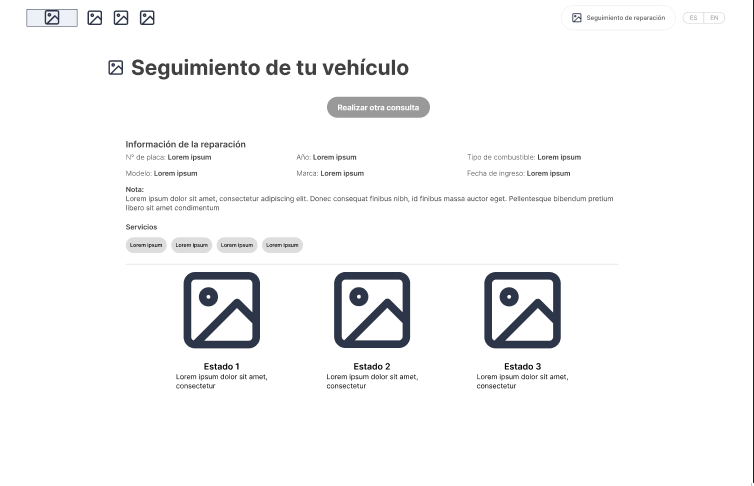 Seguimiento de reparación
ES EN
Seguimiento de tu vehículo
Realizar otra consulta
Información de la reparación
N° de placa: Lorem ipsum Año: Lorem ipsum Tipo de combustible: Lorem ipsum
Modelo: Lorem ipsum Marca: Lorem ipsum Fecha de ingreso: Lorem ipsum
Nota:
Lorem ipsum dolor sit amet, consectetur adipiscing elit. Donec consequat finibus nibh, id finibus massa auctor eget. Pellentesque bibendum pretium
libero sit amet condimentum
Servicios
Lorem ipsum Lorem ipsum Lorem ipsum Lorem ipsum
Estado 1 Estado 2 Estado 3
Lorem ipsum dolor sit amet, Lorem ipsum dolor sit amet, Lorem ipsum dolor sit amet,
consectetur consectetur consectetur